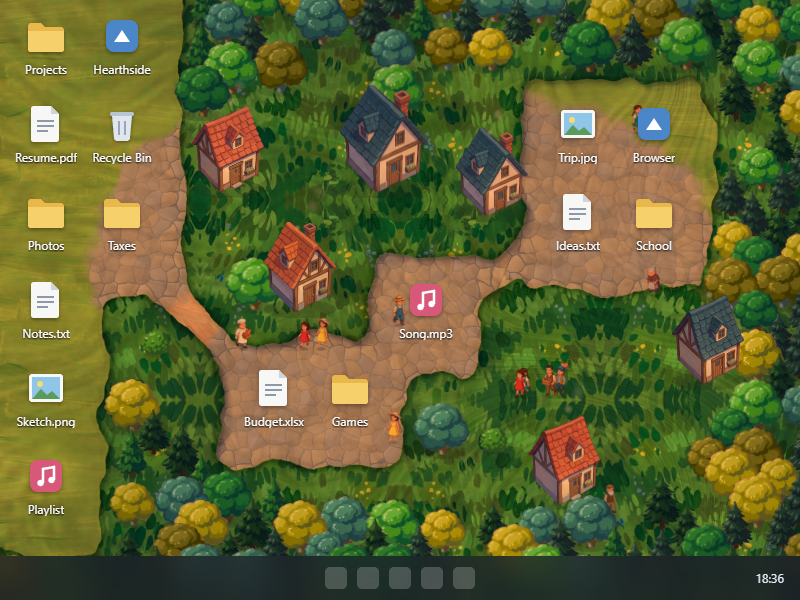 Projects
Hearthside
Resume.pdf
Recycle Bin
Trip.jpg
Browser
Photos
Taxes
Ideas.txt
School
Notes.txt
Song.mp3
Sketch.png
Budget.xlsx
Games
Playlist
18:36